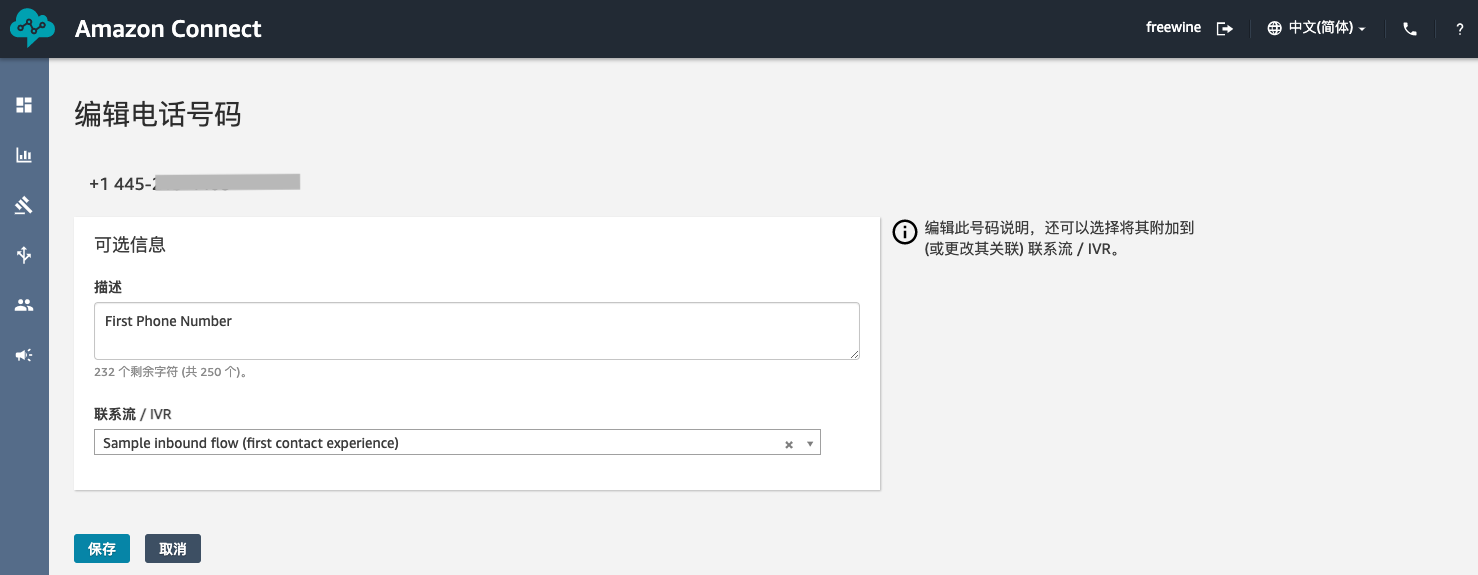 Amazon Connect
freewine
中文(简体)
?
编辑电话号码
+1 445-
可选信息
编辑此号码说明，还可以选择将其附加到
(或更改其关联) 联系流 / IVR。
描述
First Phone Number
232 个剩余字符 (共 250 个)。
联系流 / IVR
Sample inbound flow (first contact experience)
保存
取消